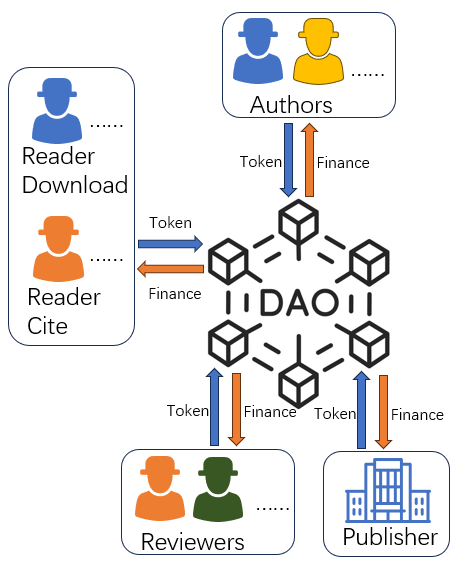 ......
Authors
......
Reader
Download
......
Reader
Cite
Token
Finance
Token
Finance
DAO
Token
Finance
Token
Finance
......
Reviewers
Publisher